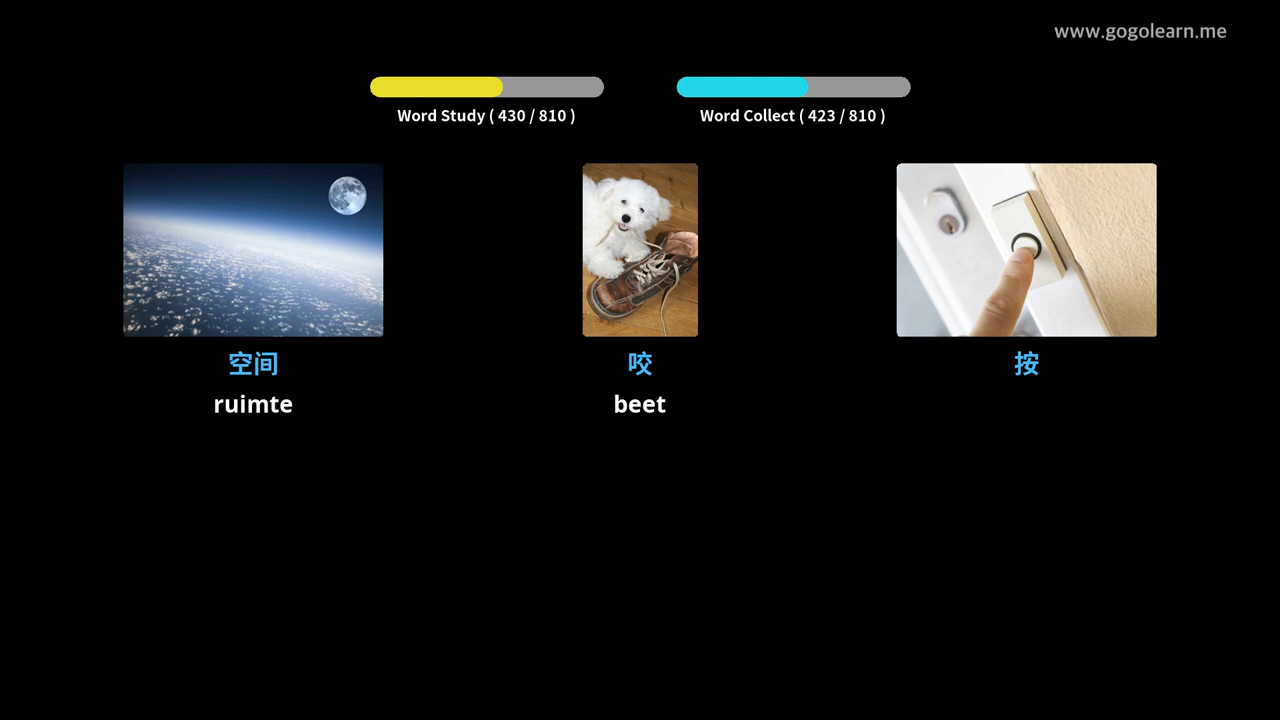 www.gogolearn.me
Word Study ( 430 / 810 )
Word Collect ( 423 / 810 )
空间
咬
按
ruimte
beet